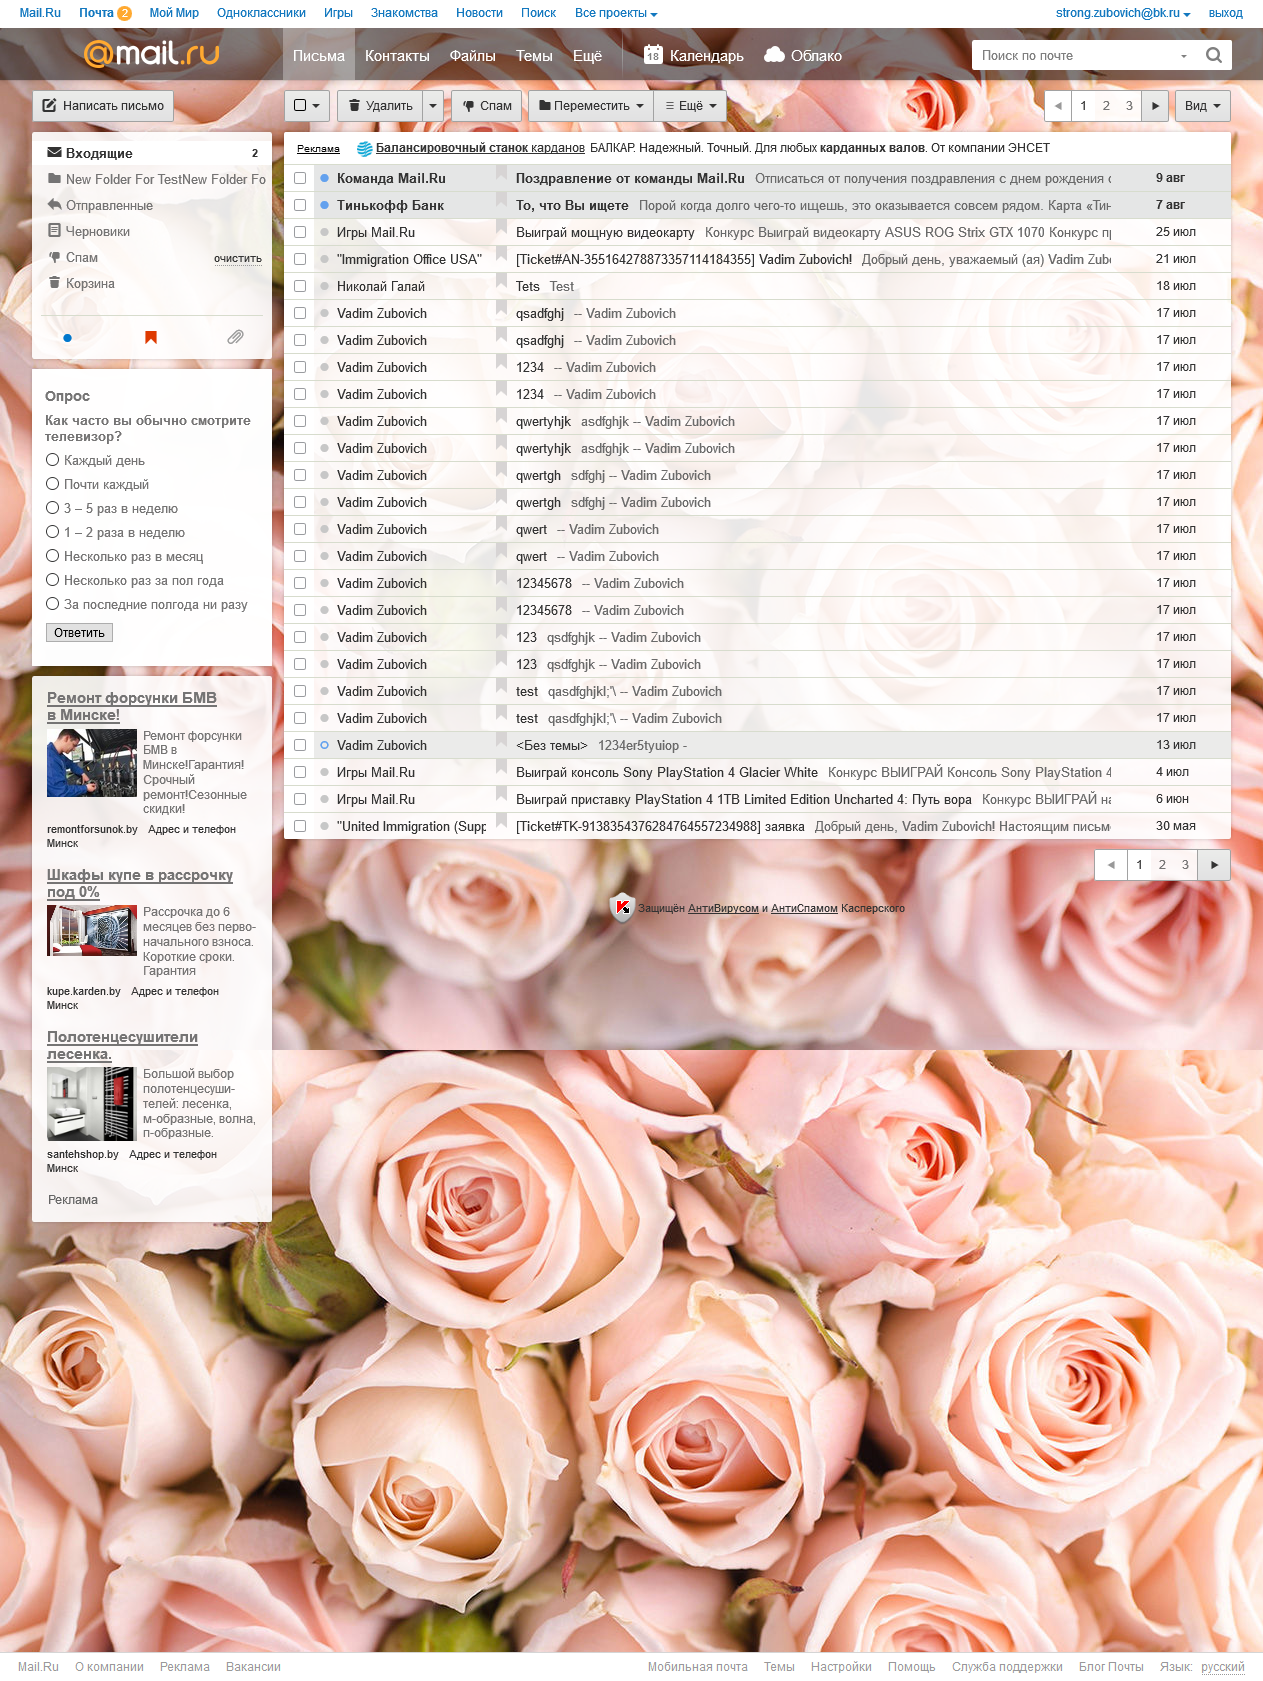 Mail.Ru Почта 2 Мой Мир Одноклассники Игры Знакомства Новости Поиск Все проекты strong.zubovich@bk.ru выход
@mail.ru Письма Контакты Файлы Темы Ещё 18 Календарь Облако Поиск по почте
Написать письмо Удалить Спам Переместить Ещё 1 2 3 Вид
Входящие 2
New Folder For TestNew Folder Fo
Отправленные
Черновики
Спам очистить
Корзина
Опрос
Как часто вы обычно смотрите
телевизор?
Каждый день
Почти каждый
3 – 5 раз в неделю
1 – 2 раза в неделю
Несколько раз в месяц
Несколько раз за пол года
За последние полгода ни разу
Ответить
Ремонт форсунки БМВ
в Минске!
Ремонт форсунки
БМВ в
Минске!Гарантия!
Срочный
ремонт!Сезонные
скидки!
remontforsunok.by Адрес и телефон
Минск
Шкафы купе в рассрочку
под 0%
Рассрочка до 6
месяцев без перво-
начального взноса.
Короткие сроки.
Гарантия
kupe.karden.by Адрес и телефон
Минск
Полотенцесушители
лесенка.
Большой выбор
полотенцесуши-
телей: лесенка,
м-образные, волна,
п-образные.
santehshop.by Адрес и телефон
Минск
Реклама
Реклама Балансировочный станок карданов БАЛКАР. Надежный. Точный. Для любых карданных валов. От компании ЭНСЕТ
Команда Mail.Ru Поздравление от команды Mail.Ru Отписаться от получения поздравления с днем рождения 9 авг
Тинькофф Банк То, что Вы ищете Порой когда долго чего-то ищешь, это оказывается совсем рядом. Карта «Тин 7 авг
Игры Mail.Ru Выиграй мощную видеокарту Конкурс Выиграй видеокарту ASUS ROG Strix GTX 1070 Конкурс пр 25 июл
"Immigration Office USA" [Ticket#AN-355164278873357114184355] Vadim Zubovich! Добрый день, уважаемый (ая) Vadim Zub 21 июл
Николай Галай Tets Test 18 июл
Vadim Zubovich qsadfghj -- Vadim Zubovich 17 июл
Vadim Zubovich qsadfghj -- Vadim Zubovich 17 июл
Vadim Zubovich 1234 -- Vadim Zubovich 17 июл
Vadim Zubovich 1234 -- Vadim Zubovich 17 июл
Vadim Zubovich qwertyhjk asdfghjk -- Vadim Zubovich 17 июл
Vadim Zubovich qwertyhjk asdfghjk -- Vadim Zubovich 17 июл
Vadim Zubovich qwertgh sdfghj -- Vadim Zubovich 17 июл
Vadim Zubovich qwertgh sdfghj -- Vadim Zubovich 17 июл
Vadim Zubovich qwert -- Vadim Zubovich 17 июл
Vadim Zubovich qwert -- Vadim Zubovich 17 июл
Vadim Zubovich 12345678 -- Vadim Zubovich 17 июл
Vadim Zubovich 12345678 -- Vadim Zubovich 17 июл
Vadim Zubovich 123 qsdfghjk -- Vadim Zubovich 17 июл
Vadim Zubovich 123 qsdfghjk -- Vadim Zubovich 17 июл
Vadim Zubovich test qasdfghjkl;'\ -- Vadim Zubovich 17 июл
Vadim Zubovich test qasdfghjkl;'\ -- Vadim Zubovich 17 июл
Vadim Zubovich <Без темы> 1234er5tyuiop - 13 июл
Игры Mail.Ru Выиграй консоль Sony PlayStation 4 Glacier White Конкурс ВЫИГРАЙ Консоль Sony PlayStation 4 4 июл
Игры Mail.Ru Выиграй приставку PlayStation 4 1TB Limited Edition Uncharted 4: Путь вора Конкурс ВЫИГРАЙ на 6 июн
"United Immigration (Supp [Ticket#TK-9138354376284764557234988] заявка Добрый день, Vadim Zubovich! Настоящим письм 30 мая
1 2 3
Защищён АнтиВирусом и АнтиСпамом Касперского
Mail.Ru О компании Реклама Вакансии Мобильная почта Темы Настройки Помощь Служба поддержки Блог Почты Язык: русский